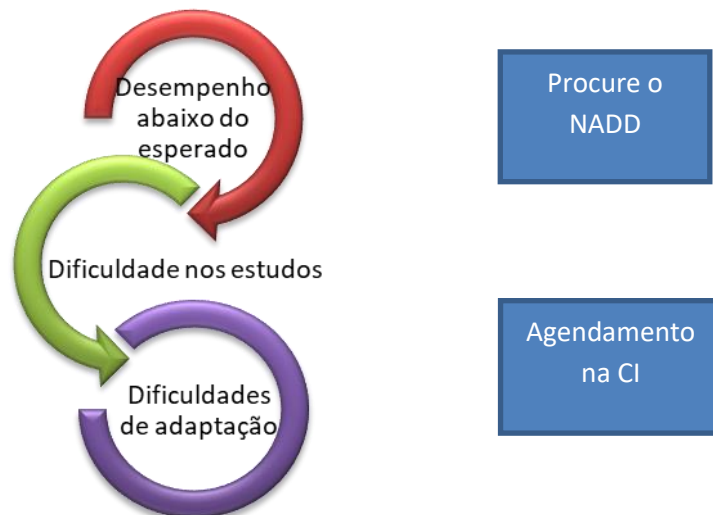 Desempenho
abaixo do
esperado
Procure o
NADD
Dificuldade nos estudos
Dificuldades
de adaptação
Agendamento
na CI